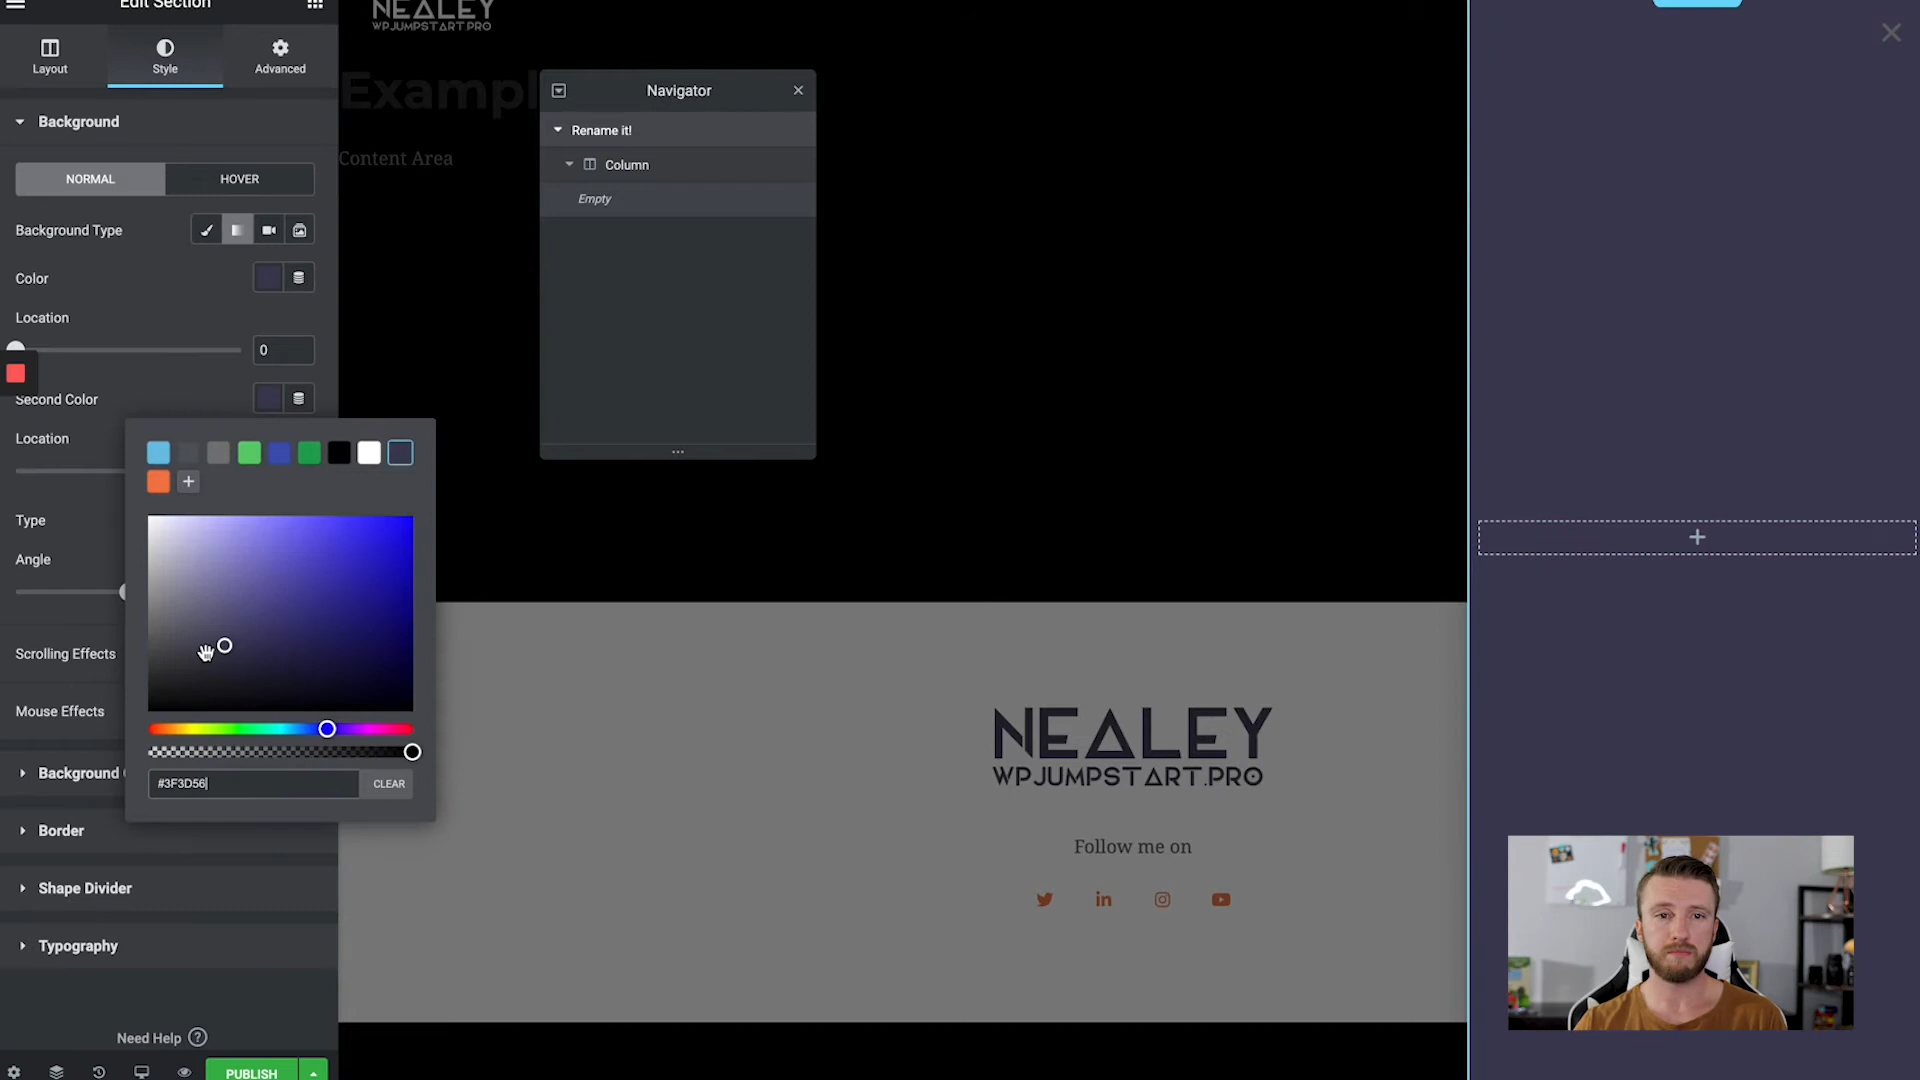 Edit Section
Layout
Style
Advanced
Background
NORMAL
HOVER
Background Type
Color
Location
0
Second Color
Location
Type
Angle
Scrolling Effects
Mouse Effects
Background
#3F3D56
CLEAR
Border
Shape Divider
Typography
Need Help
PUBLISH
NEALEY
WPJUMPSTART.PRO
Exampl
Content Area
Navigator
Rename it!
Column
Empty
NEALEY
WPJUMPSTART.PRO
Follow me on